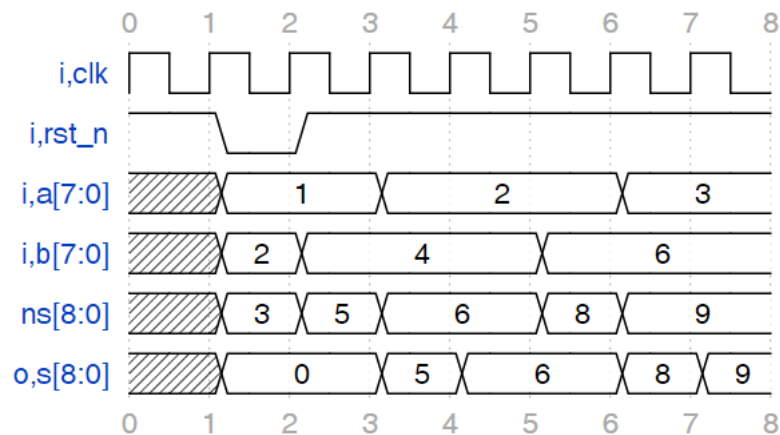 0 1 2 3 4 5 6 7 8
i,clk
i,rst_n
i,a[7:0] 1 2 3
i,b[7:0] 2 4 6
ns[8:0] 3 5 6 8 9
o,s[8:0] 0 5 6 8 9
0 1 2 3 4 5 6 7 8